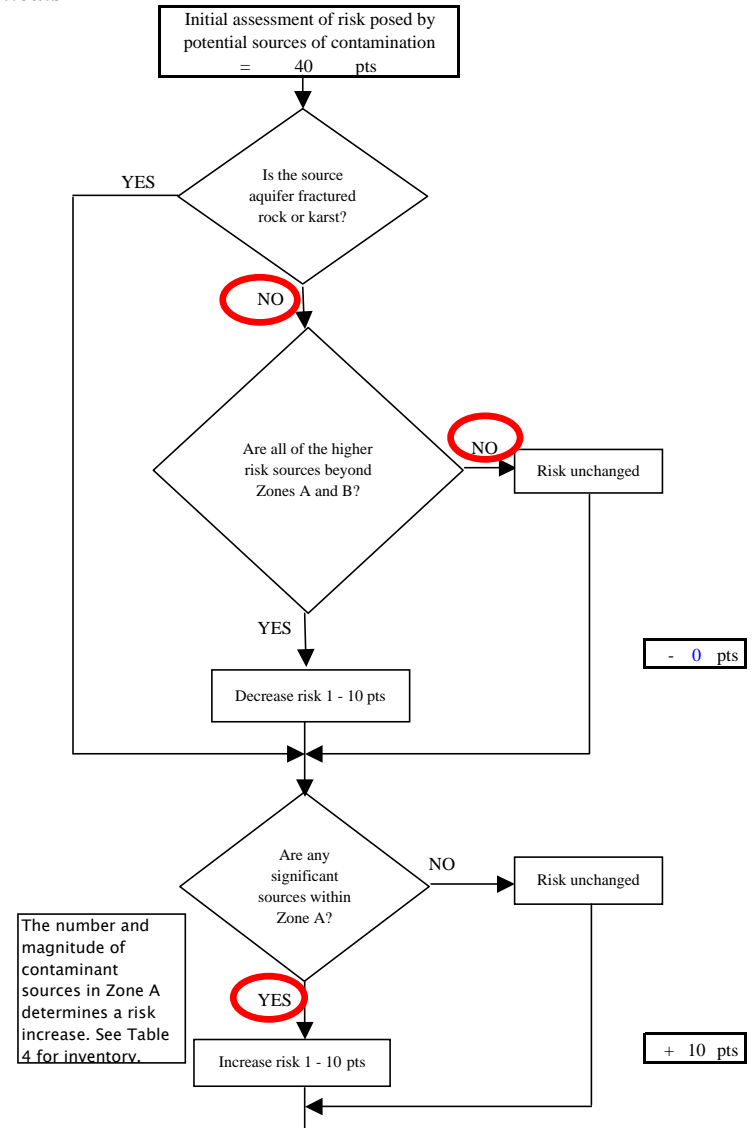 Initial assessment of risk posed by
potential sources of contamination
= 40 pts
Is the source
aquifer fractured
rock or karst?
YES
NO
Are all of the higher
risk sources beyond
Zones A and B?
NO
Risk unchanged
YES
- 0 pts
Decrease risk 1 - 10 pts
Are any
significant
sources within
Zone A?
NO
Risk unchanged
The number and
magnitude of
contaminant
sources in Zone A
determines a risk
increase. See Table
4 for inventory.
YES
Increase risk 1 - 10 pts
+ 10 pts